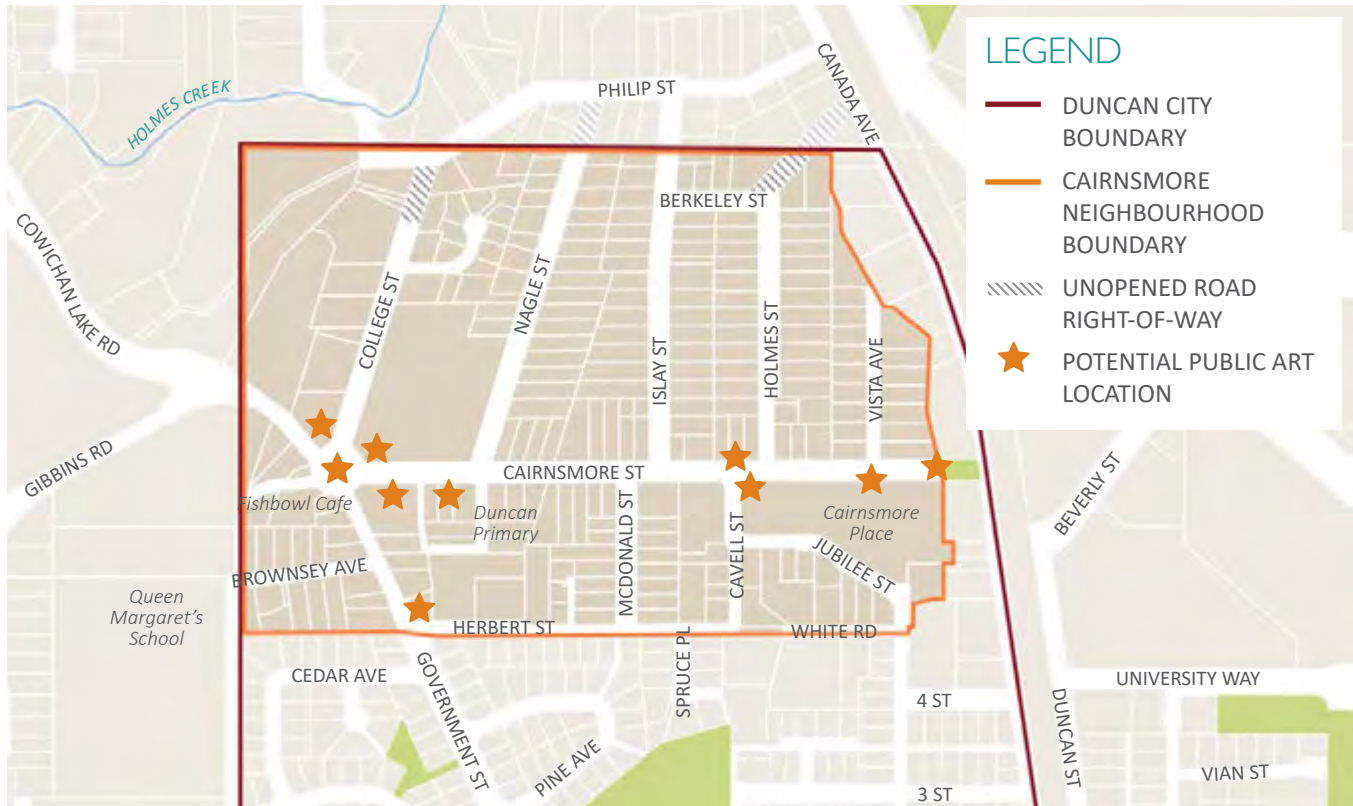 LEGEND
DUNCAN CITY
BOUNDARY
CAIRNSMORE
NEIGHBOURHOOD
BOUNDARY
UNOPENED ROAD
RIGHT-OF-WAY
POTENTIAL PUBLIC ART
LOCATION
HOLMES CREEK
PHILIP ST
CANADA AVE
BERKELEY ST
COWICHAN LAKE RD
COLLEGE ST
NAGLE ST
ISLAY ST
HOLMES ST
VISTA AVE
GIBBINS RD
CAIRNSMORE ST
BEVERLY ST
Fishbowl Cafe
Duncan
Primary
MCDONALD ST
CAVELL ST
Cairnsmore
Place
JUBILEE ST
BROWNSEY AVE
Queen
Margaret's
School
HERBERT ST
WHITE RD
CEDAR AVE
GOVERNMENT ST
SPRUCE PL
PINE AVE
4 ST
UNIVERSITY WAY
DUNCAN ST
VIAN ST
3 ST